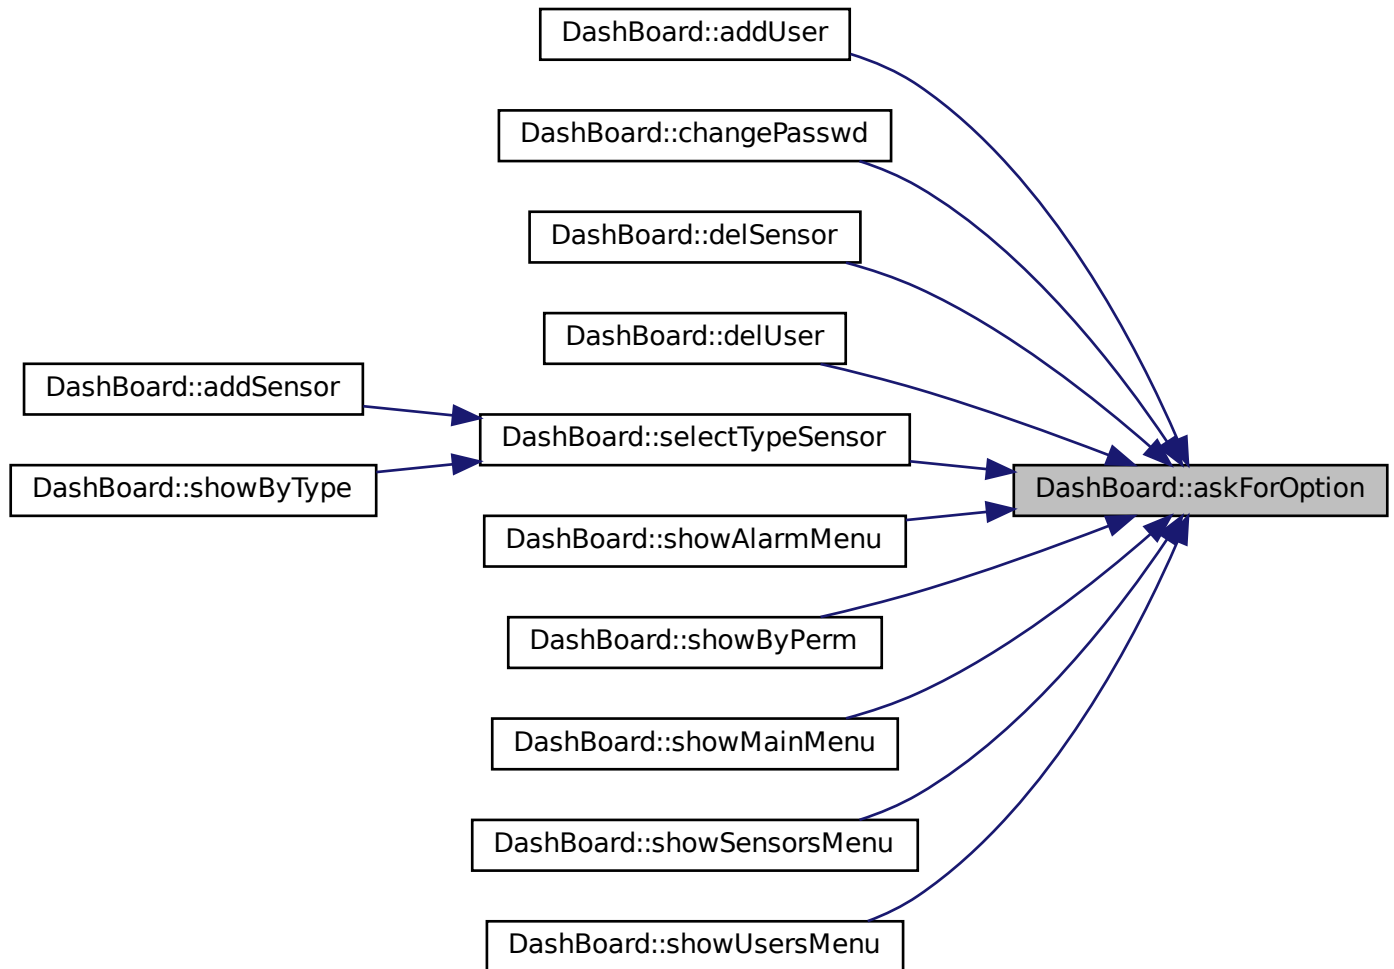 DashBoard::addUser
DashBoard::changePasswd
DashBoard::delSensor
DashBoard::delUser
DashBoard::addSensor
DashBoard::selectTypeSensor
DashBoard::showByType
DashBoard::askForOption
DashBoard::showAlarmMenu
DashBoard::showByPerm
DashBoard::showMainMenu
DashBoard::showSensorsMenu
DashBoard::showUsersMenu